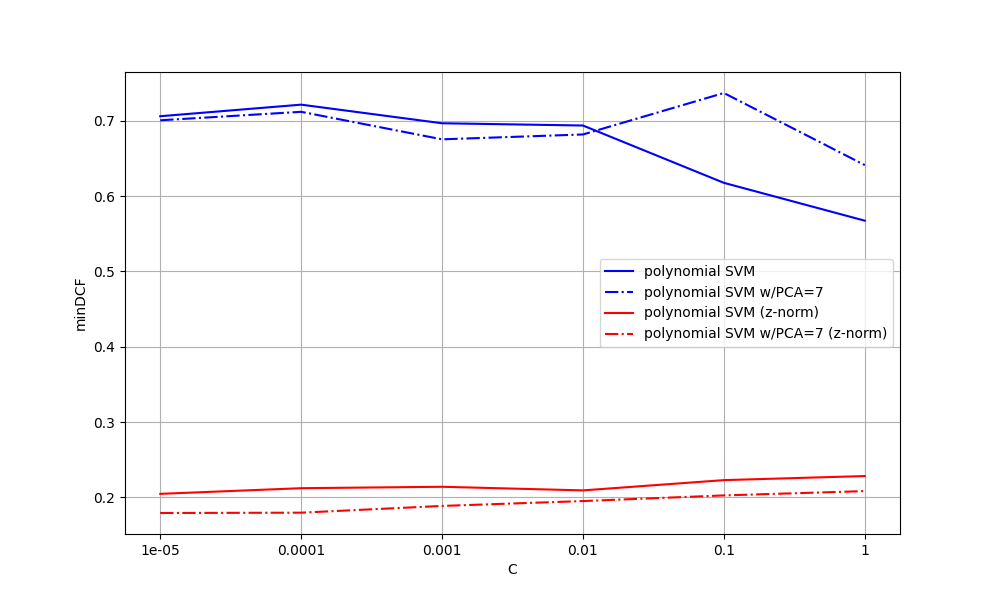 minDCF
0.7
0.6
0.5
0.4
0.3
0.2
polynomial SVM
polynomial SVM w/PCA=7
polynomial SVM (z-norm)
polynomial SVM w/PCA=7 (z-norm)
1e-05 0.0001 0.001 0.01 0.1 1
C